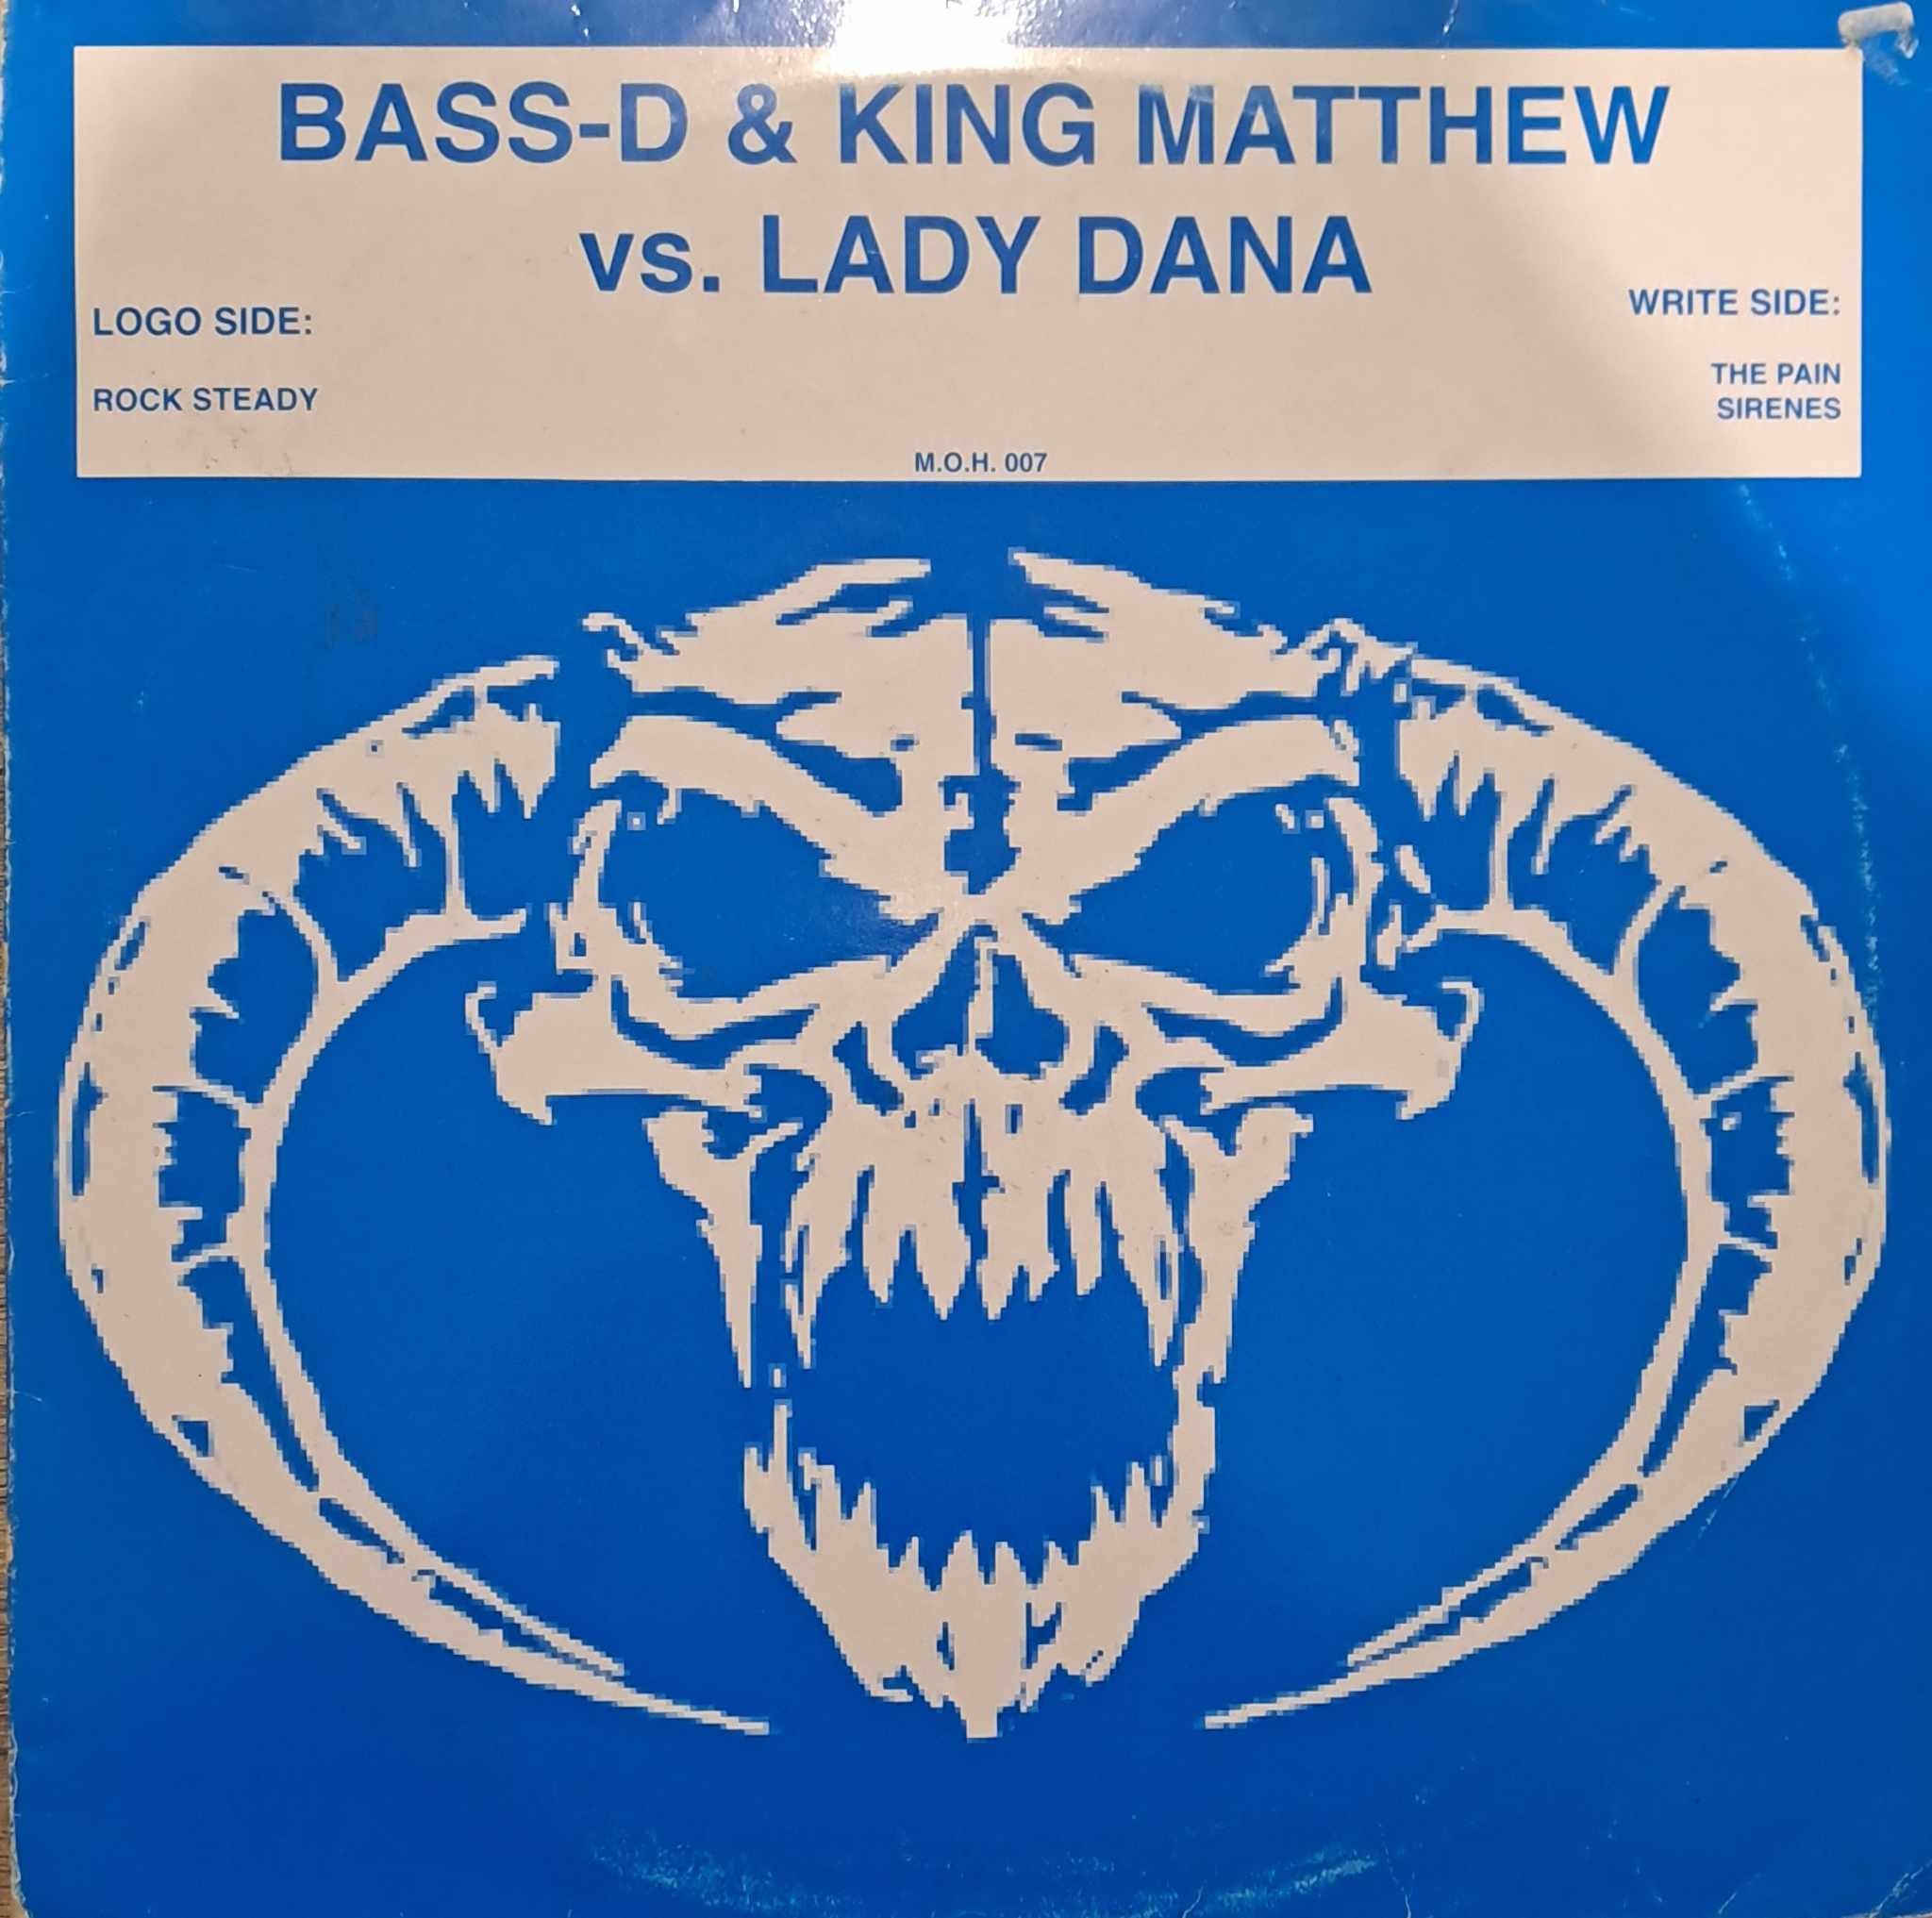 BASS-D & KING MATTHEW
vs. LADY DANA
LOGO SIDE:
ROCK STEADY
WRITE SIDE:
THE PAIN
SIRENES
M.O.H. 007